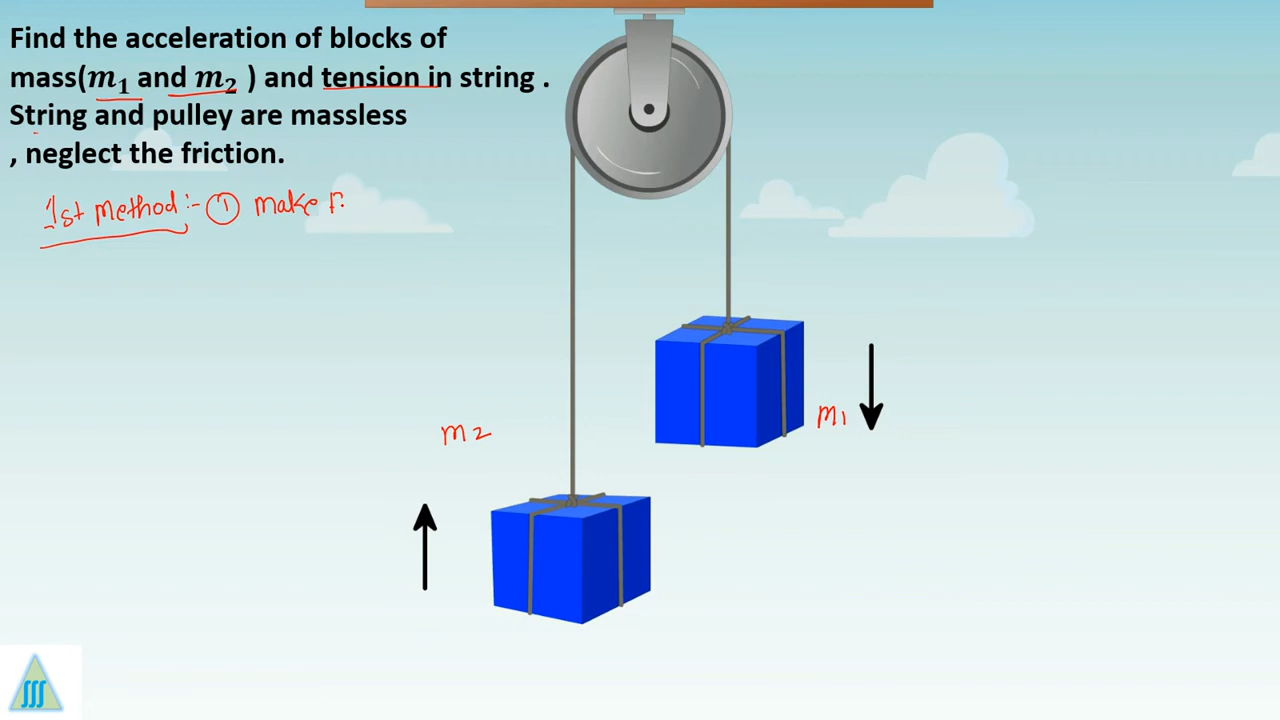 Find the acceleration of blocks of
mass(m₁ and m₂ ) and tension in string .
String and pulley are massless
, neglect the friction.
1st method :- ① make F
m1
m2
∫∫∫